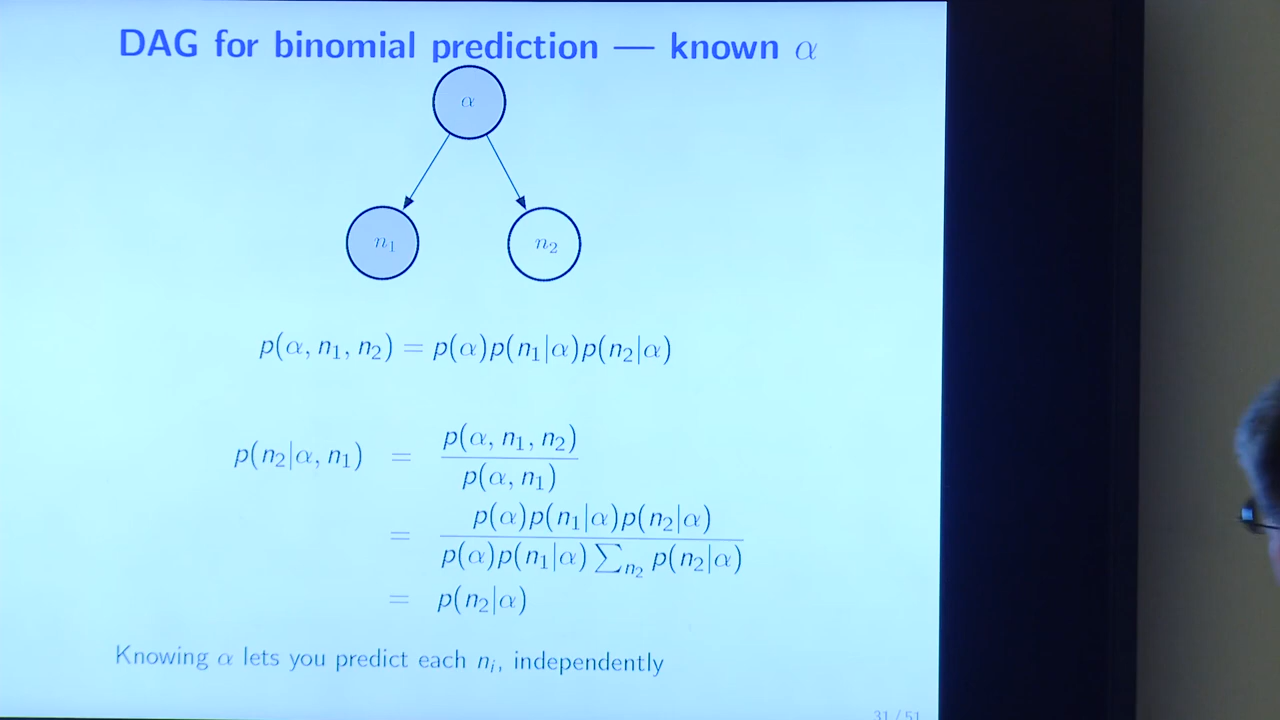 DAG for binomial prediction — known α
α
n₁ n₂
p(α, n₁, n₂) = p(α)p(n₁|α)p(n₂|α)
p(n₂|α, n₁) = p(α, n₁, n₂) / p(α, n₁)
= p(α)p(n₁|α)p(n₂|α) / p(α)p(n₁|α) ∑n₂ p(n₂|α)
= p(n₂|α)
Knowing α lets you predict each nᵢ, independently
31 / 51